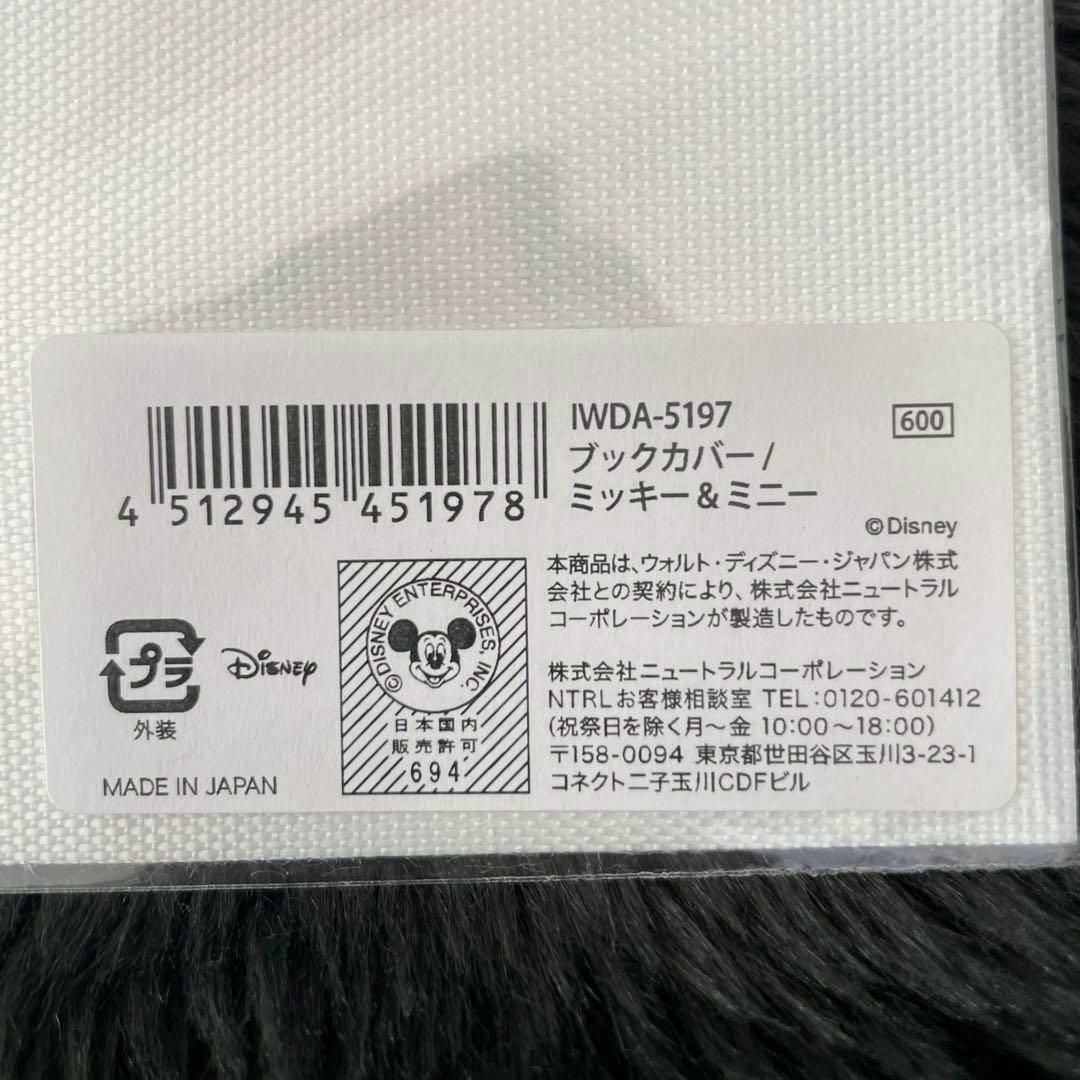 IWDA-5197
600
ブックカバー/
ミッキー&ミニー
4 512945 451978
©Disney
本商品は、ウォルト・ディズニー・ジャパン株式
会社との契約により、株式会社ニュートラル
コーポレーションが製造したものです。
©DISNEY ENTERPRISES, INC.
日本国内
販売許可
694
プラ
外装
Disney
MADE IN JAPAN
株式会社ニュートラルコーポレーション
NTRLお客様相談室 TEL:0120-601412
(祝祭日を除く月〜金 10:00〜18:00)
〒158-0094 東京都世田谷区玉川3-23-1
コネクト二子玉川CDFビル